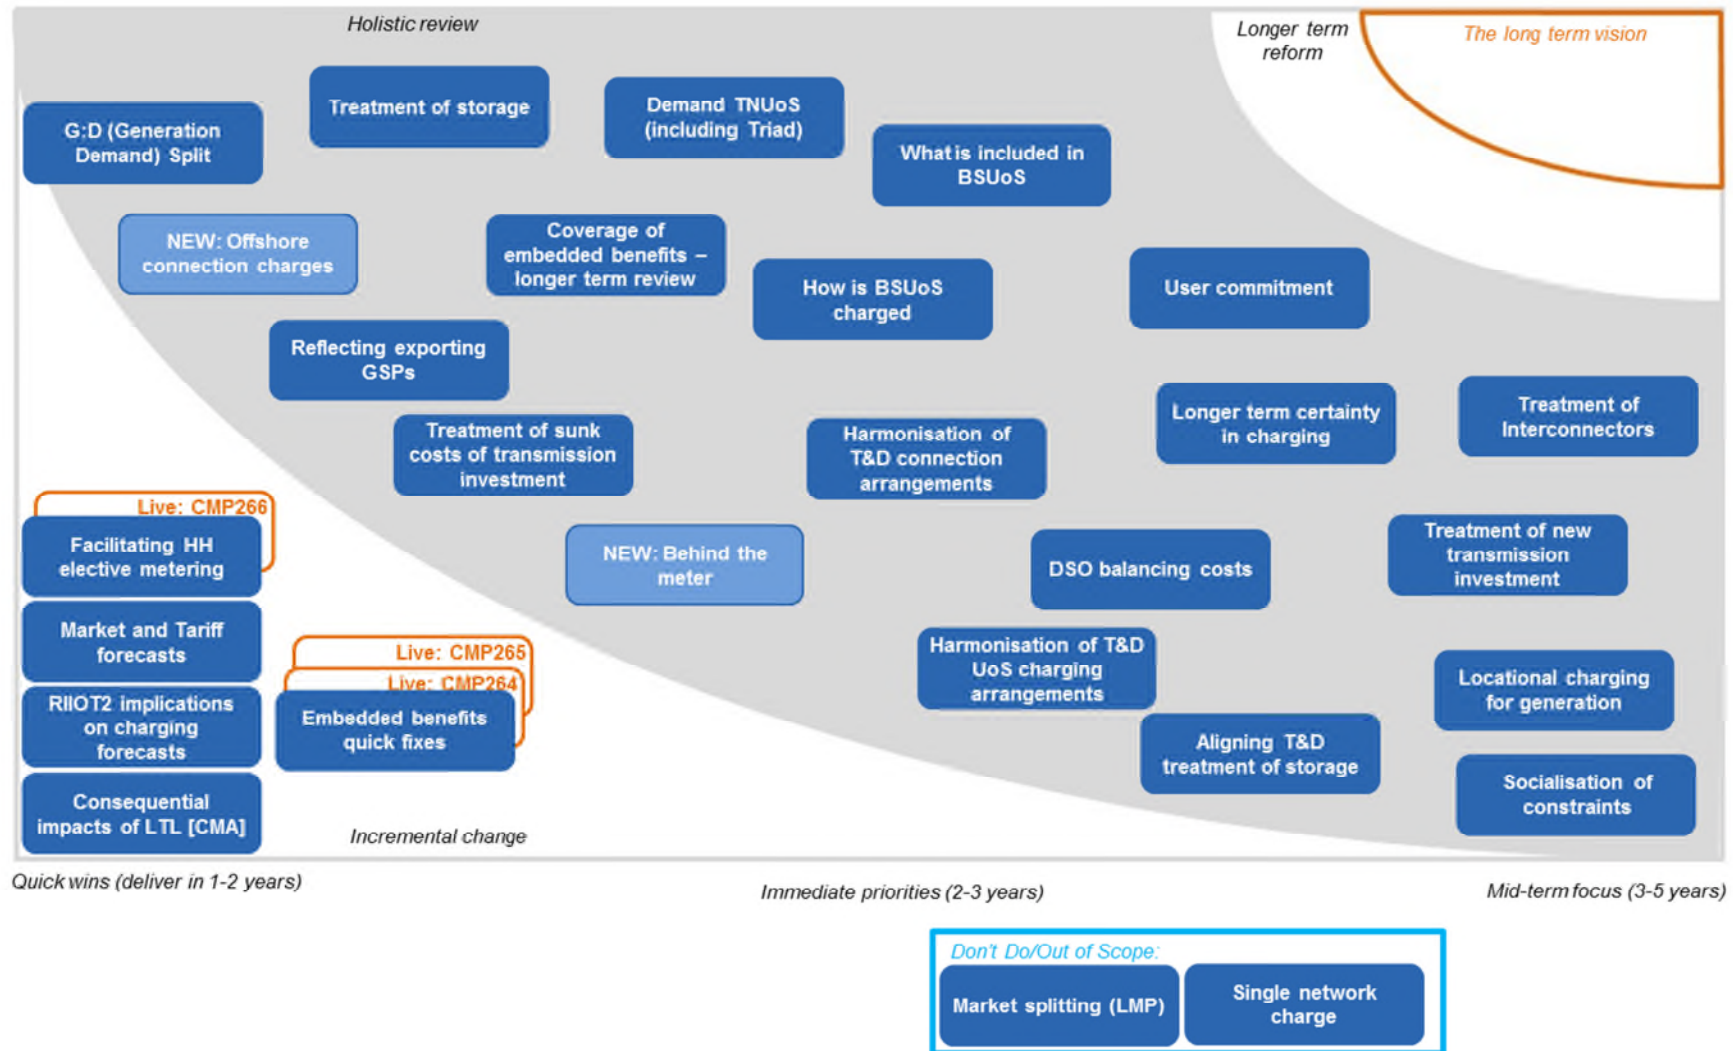 Holistic review
Longer term
reform
The long term vision
G:D (Generation
Demand) Split
Treatment of storage
Demand TNUoS
(including Triad)
What is included in
BSUoS
NEW: Offshore
connection charges
Coverage of
embedded benefits –
longer term review
How is BSUoS
charged
User commitment
Reflecting exporting
GSPs
Treatment of sunk
costs of transmission
investment
Harmonisation of
T&D connection
arrangements
Longer term certainty
in charging
Treatment of
Interconnectors
Live: CMP266
Facilitating HH
elective metering
NEW: Behind the
meter
DSO balancing costs
Treatment of new
transmission
investment
Market and Tariff
forecasts
Live: CMP265
Live: CMP264
Embedded benefits
quick fixes
Harmonisation of T&D
UoS charging
arrangements
Locational charging
for generation
RIIOT2 implications
on charging
forecasts
Aligning T&D
treatment of storage
Socialisation of
constraints
Consequential
impacts of LTL [CMA]
Incremental change
Quick wins (deliver in 1-2 years)
Immediate priorities (2-3 years)
Mid-term focus (3-5 years)
Don't Do/Out of Scope:
Market splitting (LMP)
Single network
charge